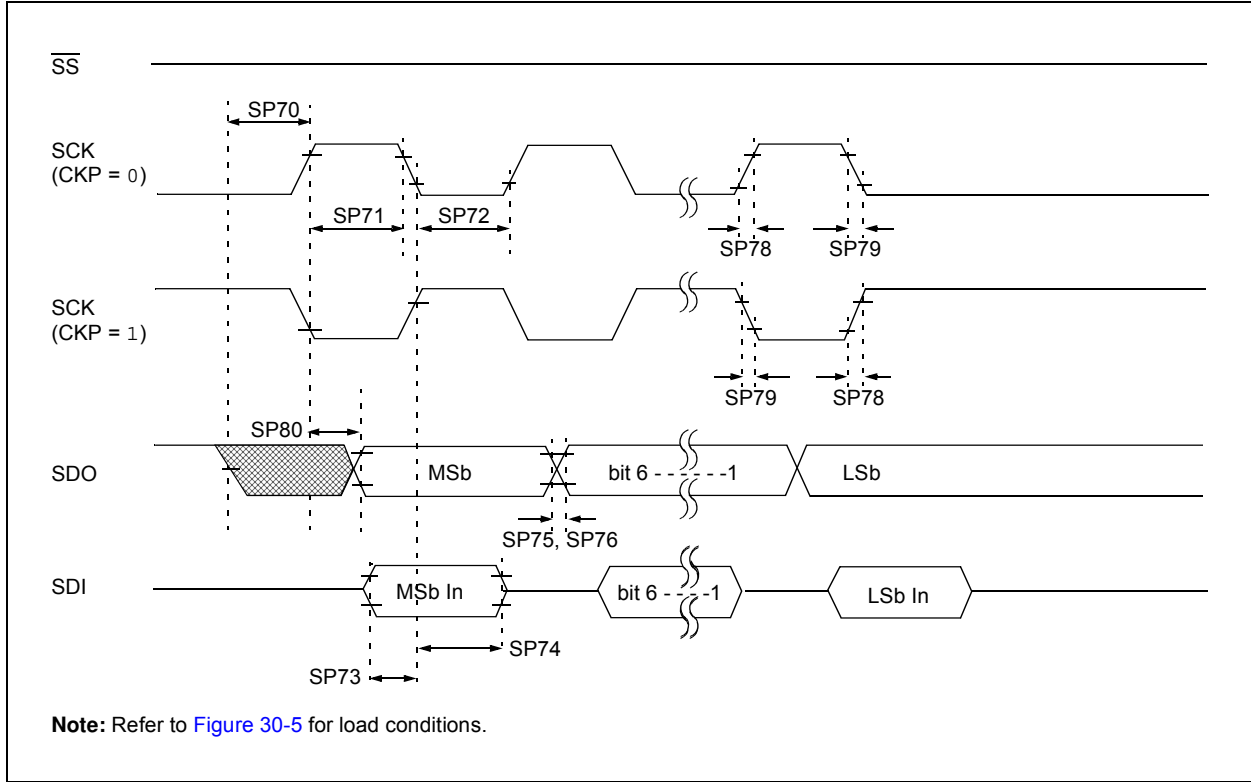 SS
SP70
SCK
(CKP = 0)
SP71
SP72
SP78
SP79
SCK
(CKP = 1)
SP79
SP78
SP80
SDO
MSb
bit 6 - - - - - - -1
LSb
SP75, SP76
SDI
MSb In
bit 6 - - - - -1
LSb In
SP74
SP73
Note: Refer to Figure 30-5 for load conditions.